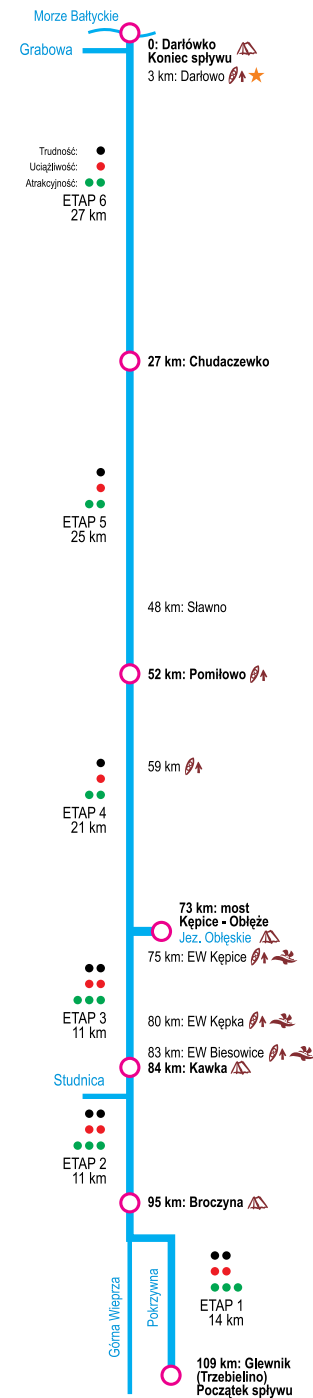 Morze Bałtyckie
Grabowa
0: Darłówko
Koniec spływu
3 km: Darłowo
Trudność:
Uciążliwość:
Atrakcyjność:
ETAP 6
27 km
27 km: Chudaczewko
ETAP 5
25 km
48 km: Sławno
52 km: Pomiłowo
59 km
ETAP 4
21 km
73 km: most
Kępice - Obłęże
Jez. Obłęskie
75 km: EW Kępice
ETAP 3
11 km
80 km: EW Kępka
83 km: EW Biesowice
84 km: Kawka
Studnica
ETAP 2
11 km
95 km: Broczyna
Górna Wieprza
Pokrzywna
ETAP 1
14 km
109 km: Glewnik
(Trzebielino)
Początek spływu